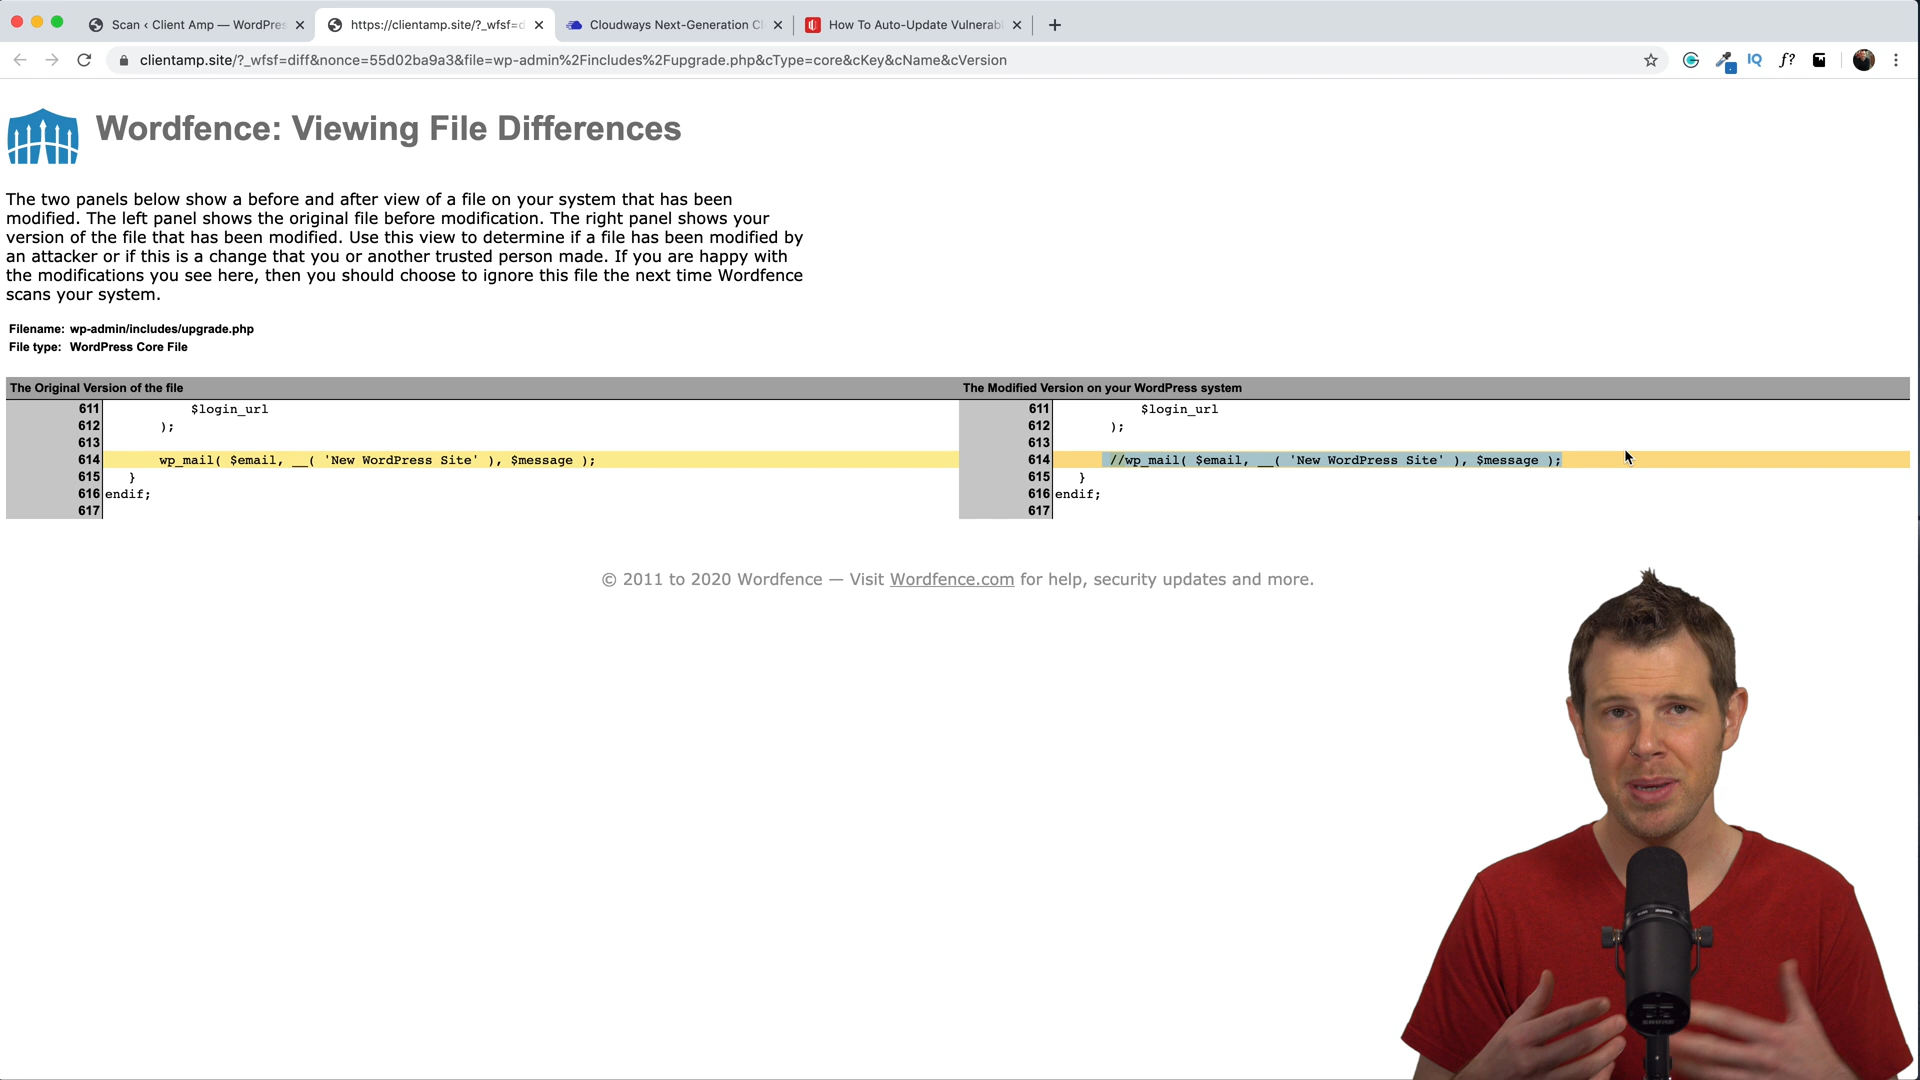 Scan ‹ Client Amp — WordPres
https://clientamp.site/?_wfsf=d
Cloudways Next-Generation Cl
How To Auto-Update Vulnerab
clientamp.site/?_wfsf=diff&nonce=55d02ba9a3&file=wp-admin%2Fincludes%2Fupgrade.php&cType=core&cKey&cName&cVersion
IQ
f?
Wordfence: Viewing File Differences
The two panels below show a before and after view of a file on your system that has been
modified. The left panel shows the original file before modification. The right panel shows your
version of the file that has been modified. Use this view to determine if a file has been modified by
an attacker or if this is a change that you or another trusted person made. If you are happy with
the modifications you see here, then you should choose to ignore this file the next time Wordfence
scans your system.
Filename: wp-admin/includes/upgrade.php
File type: WordPress Core File
The Original Version of the file
611 $login_url
612 );
613
614 wp_mail( $email, __( 'New WordPress Site' ), $message );
615 }
616 endif;
617
The Modified Version on your WordPress system
611 $login_url
612 );
613
614 //wp_mail( $email, __( 'New WordPress Site' ), $message );
615 }
616 endif;
617
© 2011 to 2020 Wordfence — Visit Wordfence.com for help, security updates and more.